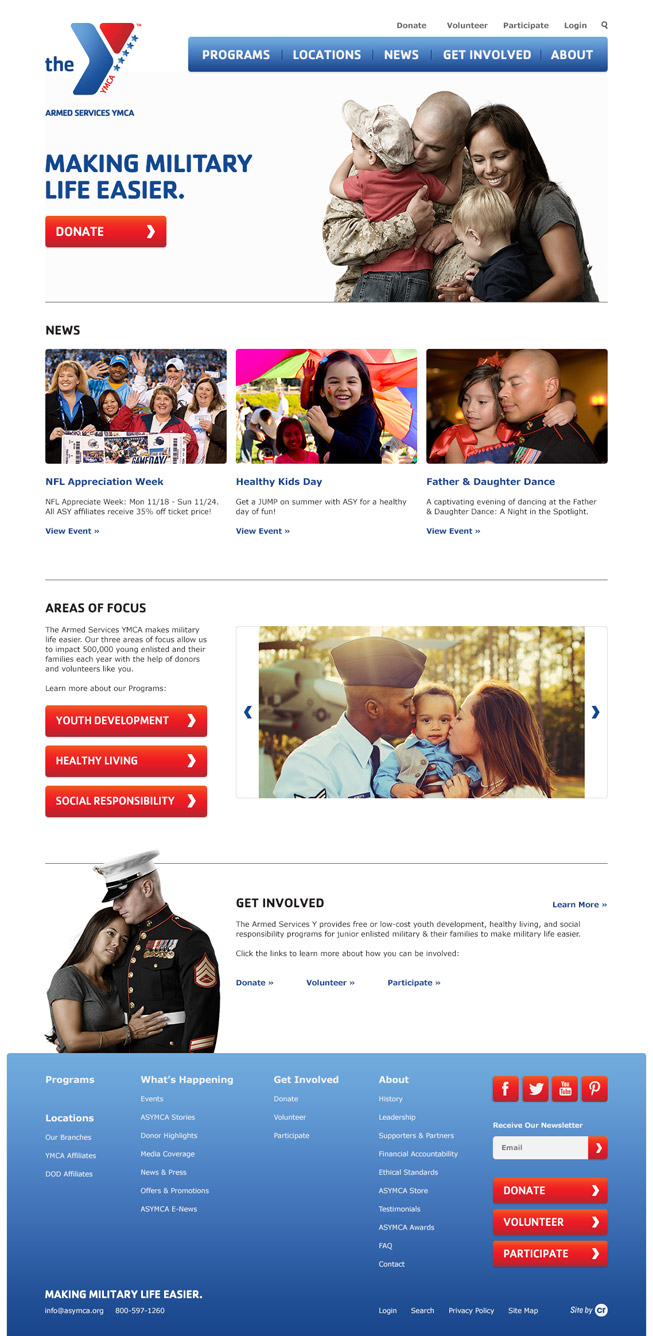 Donate Volunteer Participate Login
the
YMCA
™
PROGRAMS LOCATIONS NEWS GET INVOLVED ABOUT
ARMED SERVICES YMCA
MAKING MILITARY
LIFE EASIER.
DONATE
NEWS
GAMEDAY!
NFL Appreciation Week
NFL Appreciate Week: Mon 11/18 - Sun 11/24.
All ASY affiliates receive 35% off ticket price!
View Event »
Healthy Kids Day
Get a JUMP on summer with ASY for a healthy
day of fun!
View Event »
Father & Daughter Dance
A captivating evening of dancing at the Father
& Daughter Dance: A Night in the Spotlight.
View Event »
AREAS OF FOCUS
The Armed Services YMCA makes military
life easier. Our three areas of focus allow us
to impact 500,000 young enlisted and their
families each year with the help of donors
and volunteers like you.
Learn more about our Programs:
YOUTH DEVELOPMENT
HEALTHY LIVING
SOCIAL RESPONSIBILITY
GET INVOLVED
Learn More »
The Armed Services Y provides free or low-cost youth development, healthy living, and social
responsibility programs for junior enlisted military & their families to make military life easier.
Click the links to learn more about how you can be involved:
Donate » Volunteer » Participate »
Programs
Locations
Our Branches
YMCA Affiliates
DOD Affiliates
What's Happening
Events
ASYMCA Stories
Donor Highlights
Media Coverage
News & Press
Offers & Promotions
ASYMCA E-News
Get Involved
Donate
Volunteer
Participate
About
History
Leadership
Supporters & Partners
Financial Accountability
Ethical Standards
ASYMCA Store
Testimonials
ASYMCA Awards
FAQ
Contact
f
You
Tube
Receive Our Newsletter
Email
DONATE
VOLUNTEER
PARTICIPATE
MAKING MILITARY LIFE EASIER.
info@asymca.org 800-597-1260
Login Search Privacy Policy Site Map
Site by cr